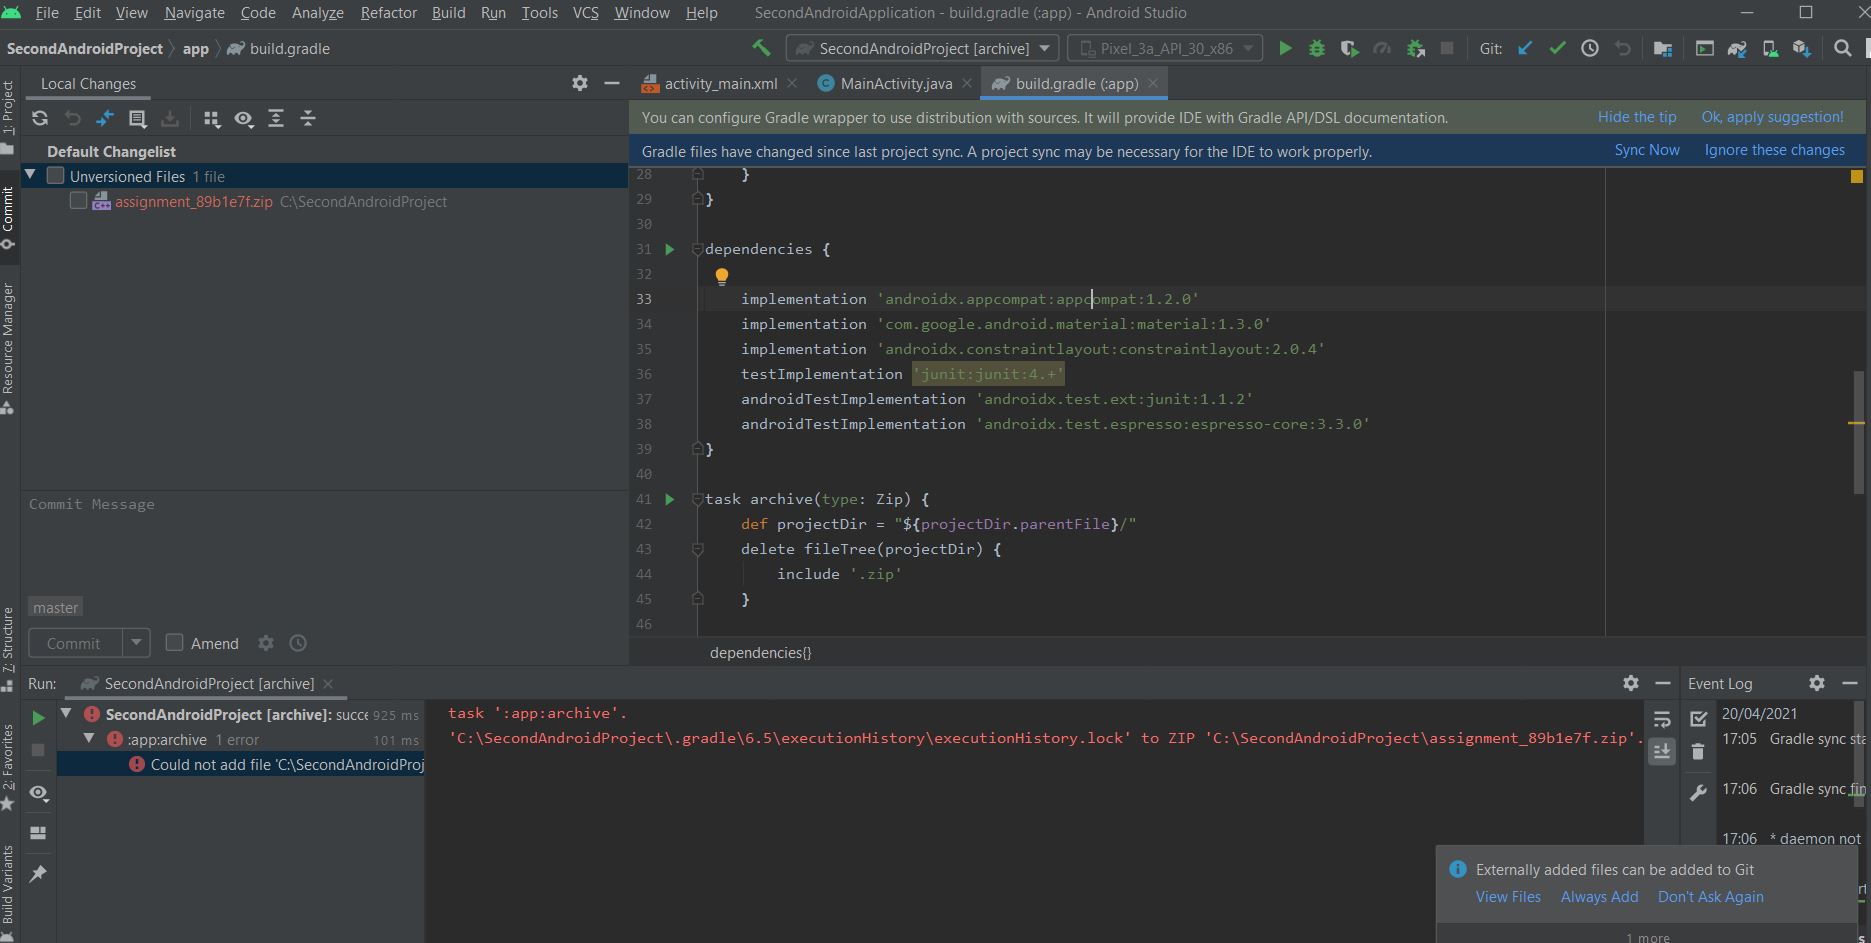 File Edit View Navigate Code Analyze Refactor Build Run Tools VCS Window Help SecondAndroidApplication - build.gradle (:app) - Android Studio
SecondAndroidProject app build.gradle SecondAndroidProject [archive] Pixel_3a_API_30_x86 Git:
1: Project
Commit
Resource Manager
7: Structure
2: Favorites
Build Variants
Local Changes
Default Changelist
Unversioned Files 1 file
assignment_89b1e7f.zip C:\SecondAndroidProject
Commit Message
master
Commit Amend
activity_main.xml MainActivity.java build.gradle (:app)
You can configure Gradle wrapper to use distribution with sources. It will provide IDE with Gradle API/DSL documentation. Hide the tip Ok, apply suggestion!
Gradle files have changed since last project sync. A project sync may be necessary for the IDE to work properly. Sync Now Ignore these changes
28 }
29 }
30
31 dependencies {
32
33 implementation 'androidx.appcompat:appcompat:1.2.0'
34 implementation 'com.google.android.material:material:1.3.0'
35 implementation 'androidx.constraintlayout:constraintlayout:2.0.4'
36 testImplementation 'junit:junit:4.+'
37 androidTestImplementation 'androidx.test.ext:junit:1.1.2'
38 androidTestImplementation 'androidx.test.espresso:espresso-core:3.3.0'
39 }
40
41 task archive(type: Zip) {
42 def projectDir = "${projectDir.parentFile}/"
43 delete fileTree(projectDir) {
44 include '.zip'
45 }
46
dependencies{}
Run: SecondAndroidProject [archive]
SecondAndroidProject [archive]: succe 925 ms
:app:archive 1 error 101 ms
Could not add file 'C:\SecondAndroidProj
task ':app:archive'.
'C:\SecondAndroidProject\.gradle\6.5\executionHistory\executionHistory.lock' to ZIP 'C:\SecondAndroidProject\assignment_89b1e7f.zip'.
Event Log
20/04/2021
17:05 Gradle sync sta
17:06 Gradle sync fin
17:06 * daemon not
Externally added files can be added to Git
View Files Always Add Don't Ask Again
1 more